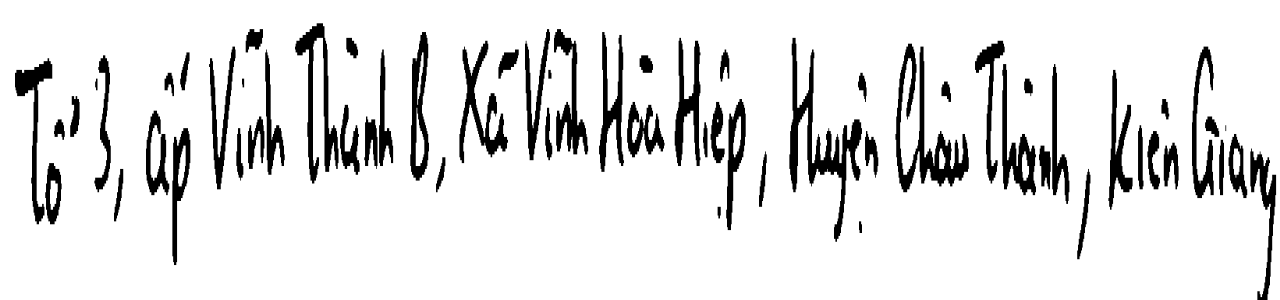 Tổ 3, ấp Vĩnh Thành B, Xã Vĩnh Hòa Hiệp, Huyện Châu Thành, Kiên Giang